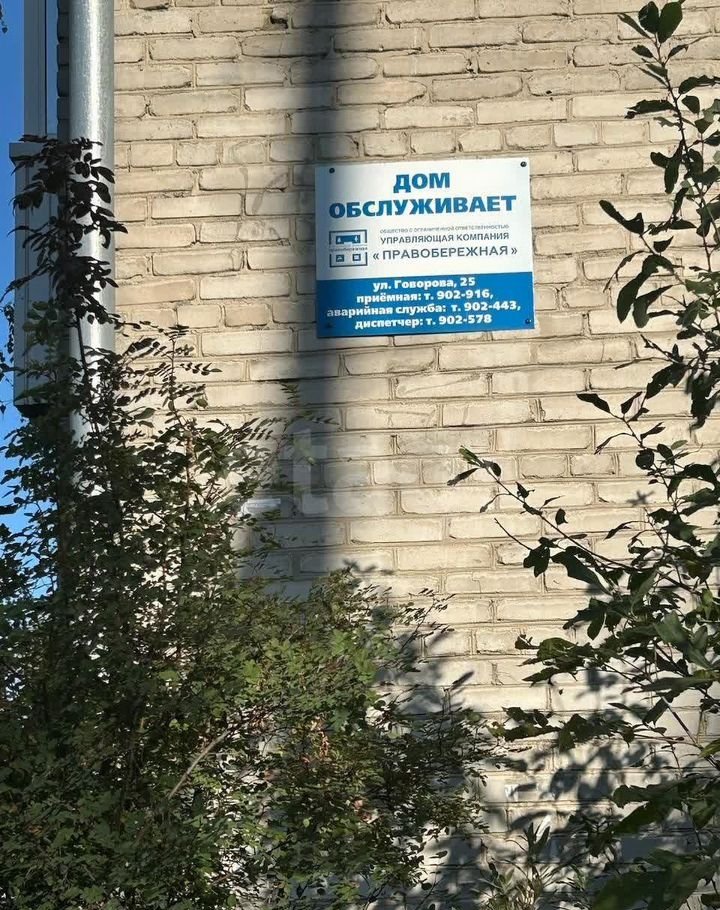 ДОМ
ОБСЛУЖИВАЕТ
ОБЩЕСТВО С ОГРАНИЧЕННОЙ ОТВЕТСТВЕННОСТЬЮ
УПРАВЛЯЮЩАЯ КОМПАНИЯ
« ПРАВОБЕРЕЖНАЯ »
правобережная
ул. Говорова, 25
приёмная: т. 902-916,
аварийная служба: т. 902-443,
диспетчер: т. 902-578